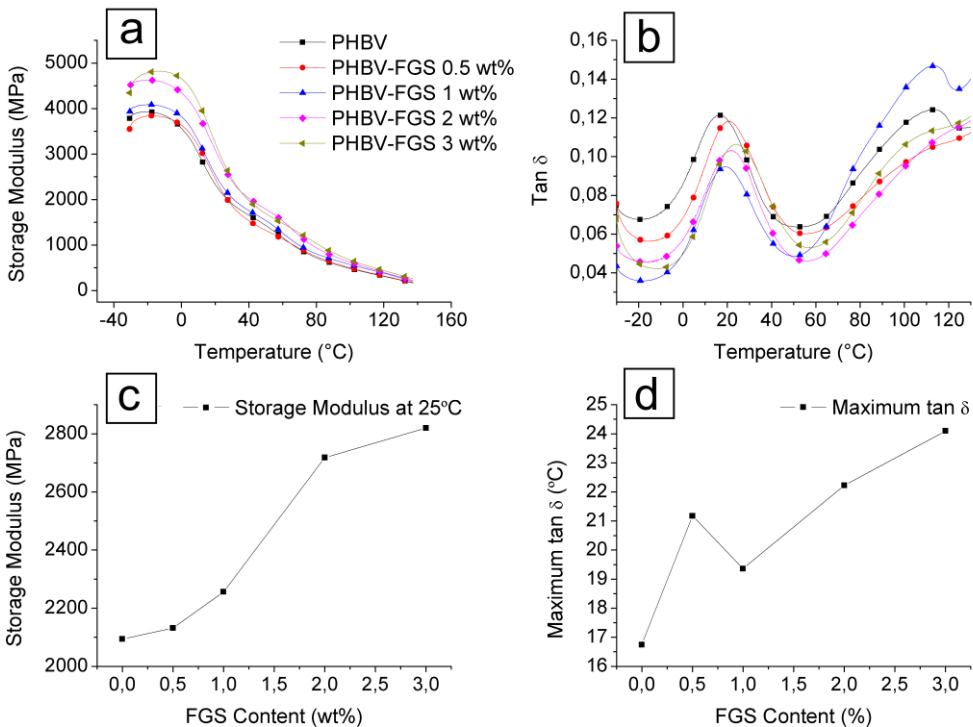 a
PHBV
PHBV-FGS 0.5 wt%
PHBV-FGS 1 wt%
PHBV-FGS 2 wt%
PHBV-FGS 3 wt%
Storage Modulus (MPa)
5000
4000
3000
2000
1000
0
-40 0 40 80 120 160
Temperature (°C)
b
Tan δ
0,16
0,14
0,12
0,10
0,08
0,06
0,04
-20 0 20 40 60 80 100 120
Temperature (°C)
c
Storage Modulus at 25ºC
Storage Modulus (MPa)
2800
2600
2400
2200
2000
0,0 0,5 1,0 1,5 2,0 2,5 3,0
FGS Content (wt%)
d
Maximum tan δ
Maximum tan δ (ºC)
25
24
23
22
21
20
19
18
17
16
0,0 0,5 1,0 1,5 2,0 2,5 3,0
FGS Content (%)